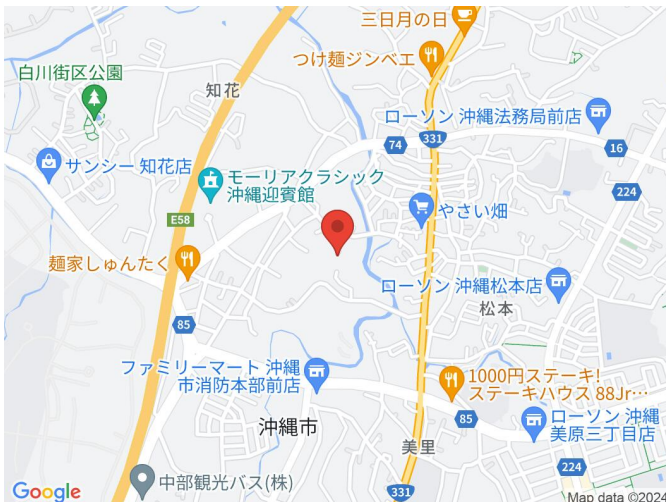 三日月の日
つけ麺ジンベエ
白川街区公園
知花
ローソン 沖縄法務局前店
331
74
16
サンシー 知花店
モーリアクラシック
沖縄迎賓館
224
やさい畑
E58
麺家しゅんたく
ローソン 沖縄松本店
松本
85
ファミリーマート 沖縄
市消防本部前店
1000円ステーキ!
ステーキハウス 88Jr…
85
ローソン 沖縄
美原三丁目店
沖縄市
美里
224
中部観光バス(株)
331
Google
Map data ©2024